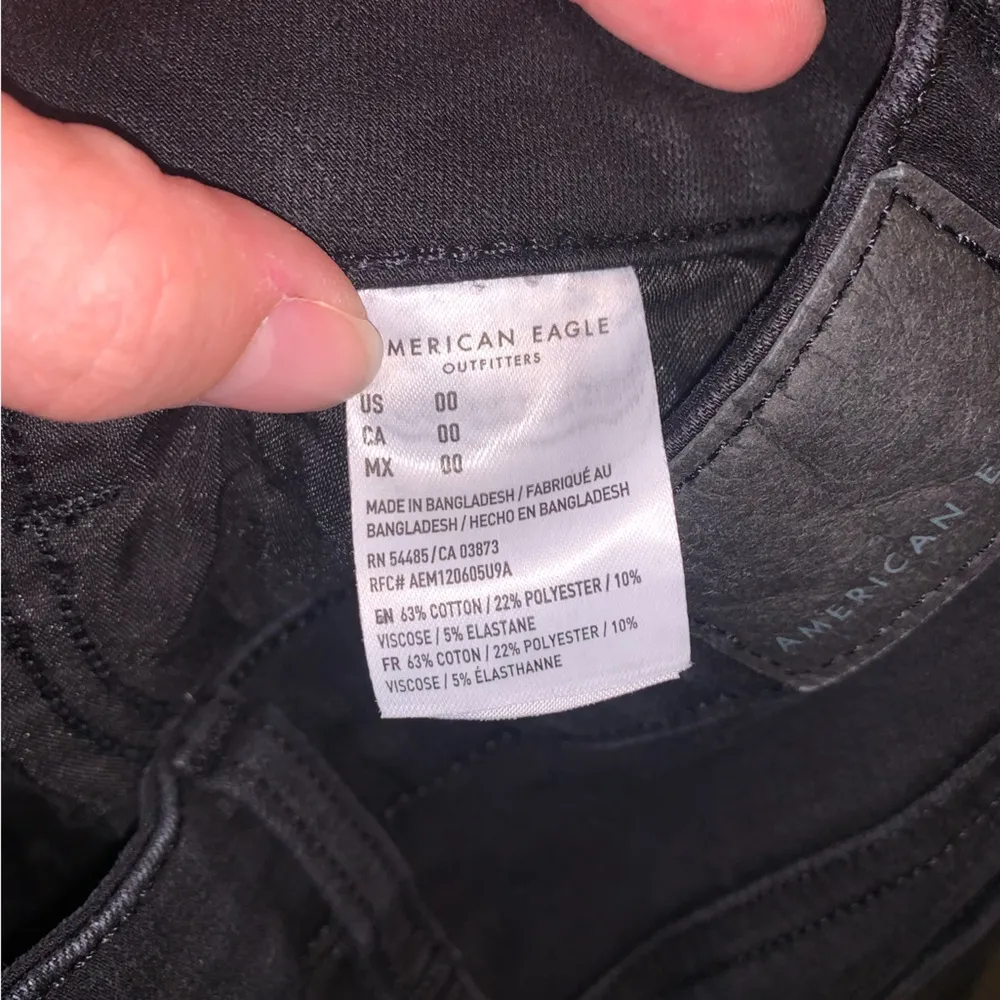 MERICAN EAGLE
OUTFITTERS
US 00
CA 00
MX 00
MADE IN BANGLADESH / FABRIQUÉ AU
BANGLADESH / HECHO EN BANGLADESH
RN 54485 / CA 03873
RFC# AEM120605U9A
EN 63% COTTON / 22% POLYESTER / 10%
VISCOSE / 5% ELASTANE
FR 63% COTON / 22% POLYESTER / 10%
VISCOSE / 5% ÉLASTHANNE
AMERICAN E